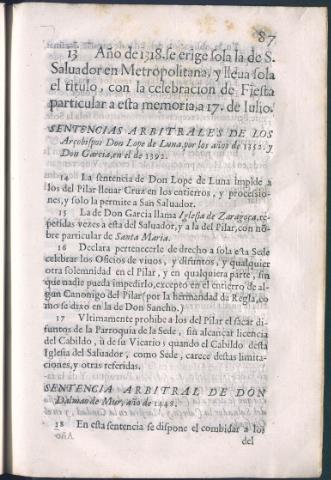 87
13 Año de 1318. se erige sola la de S.
Saluador en Metropolitana, y lleua sola
el titulo, con la celebracion de Fiesta
particular a esta memoria, a 17. de Iulio.
SENTENCIAS ARBITRALES DE LOS
Arçobispos Don Lope de Luna, por los años de 1352. y
Don Garcia, en el de 1392.
14 La sentencia de Don Lope de Luna impide a
los del Pilar lleuar Cruz en los entierros, y processio-
nes, y solo la permite a San Saluador.
15 La de Don Garcia llama Iglesia de Zaragoça, re-
petidas vezes a esta del Saluador, y a la del Pilar, con nõ-
bre particular de Santa Maria.
16 Declara pertenecerle de drecho a sola esta Sede
celebrar los Oficios de viuos, y difuntos, y qualquier
otra solemnidad en el Pilar, y en qualquiera parte, sin
que nadie pueda impedirlo, excepto en el entierro de al-
gun Canonigo del Pilar (por la hermandad de Regla, co
mo se dixo en la de Don Sancho.)
17 Vltimamente prohibe a los del Pilar el sacar di-
funtos de la Parroquia de la Sede, sin alcançar licencia
del Cabildo, ù de su Vicario; quando el Cabildo desta
Iglesia del Saluador, como Sede, carece destas limita-
ciones, y otras referidas.
SENTENCIA ARBITRAL DE DON
Dalmao de Mur, año de 1448.
18 En esta sentencia se dispone el combidar a los
del